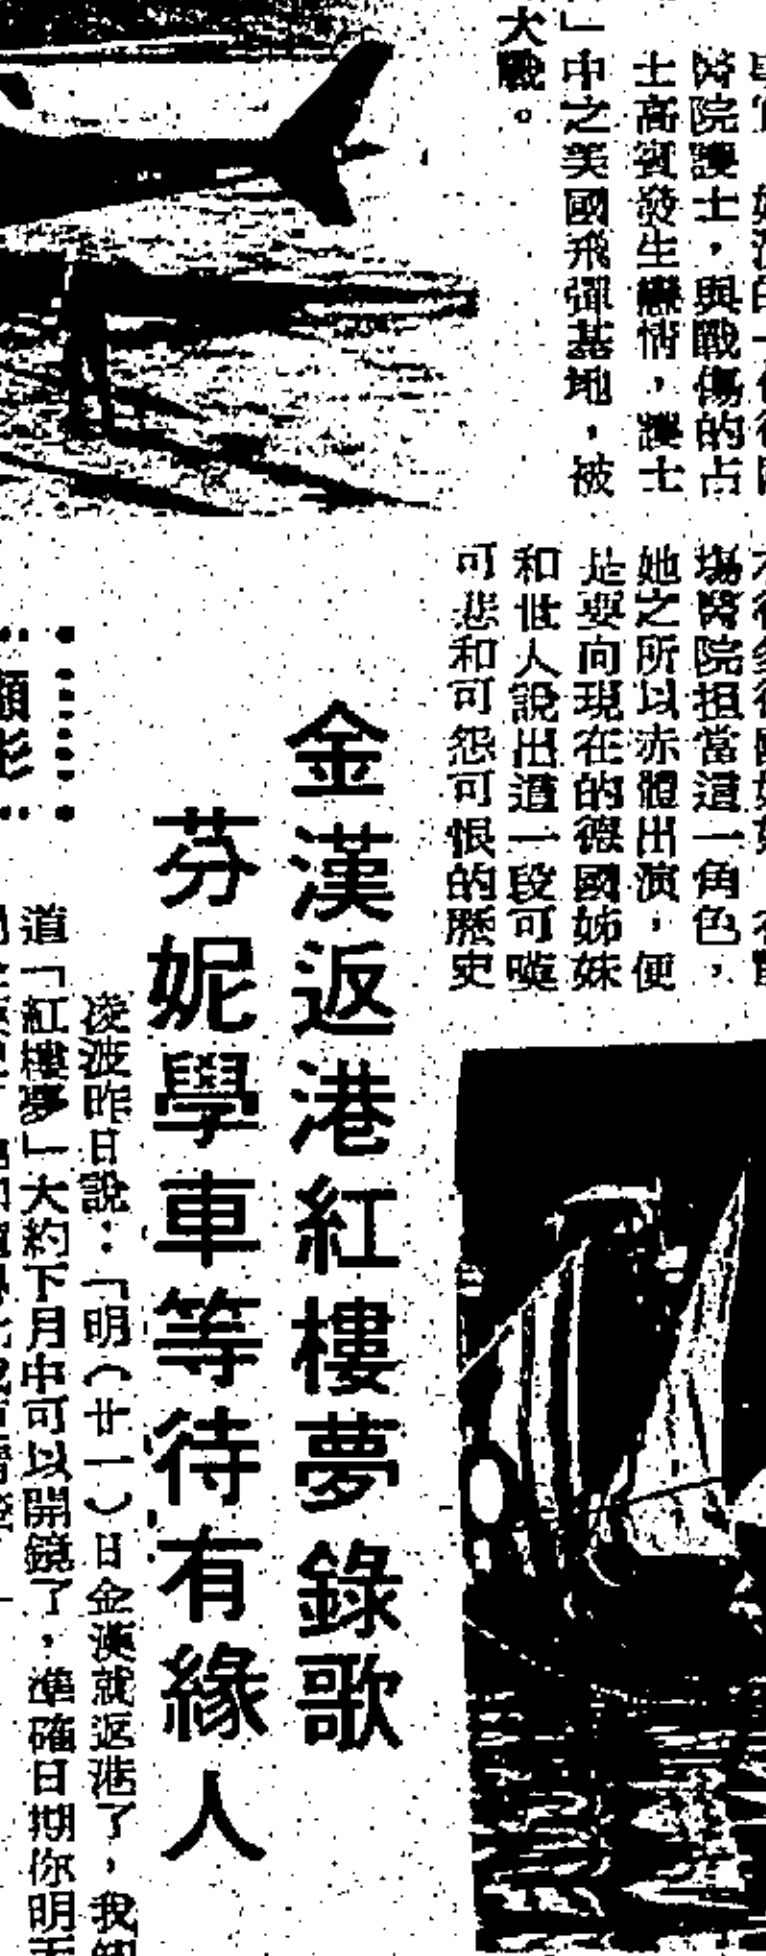 醫院護士，與戰傷的占
士高賓發生戀情，護士
」中之美國飛彈基地，被
大戰。
場醫院担當這一角色，
她之所以赤體出演，便
是要向現在的德國姊妹
和世人說出這一段可嘆
可悲和可怨可恨的歷史
金漢返港紅樓夢錄歌
芬妮學車等待有緣人
凌波昨日說：「明（廿一）日金漢就返港了，我
道「紅樓夢」大約下月中可以開鏡了，準確日期你明天
顧影